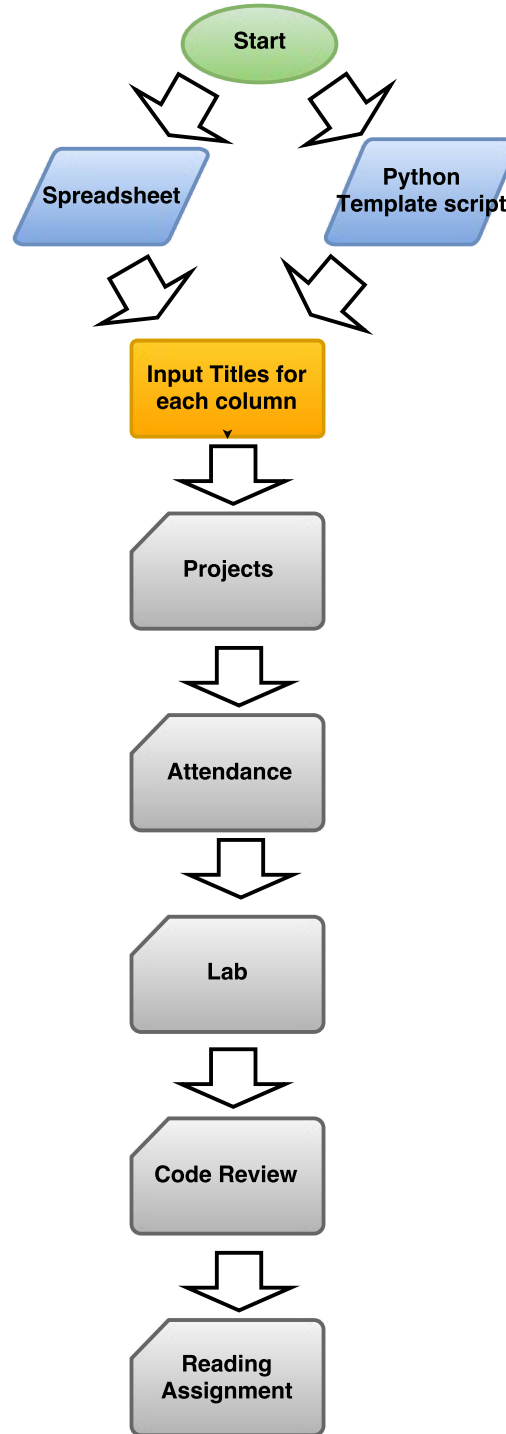 Start
Spreadsheet
Python
Template script
Input Titles for
each column
Projects
Attendance
Lab
Code Review
Reading
Assignment